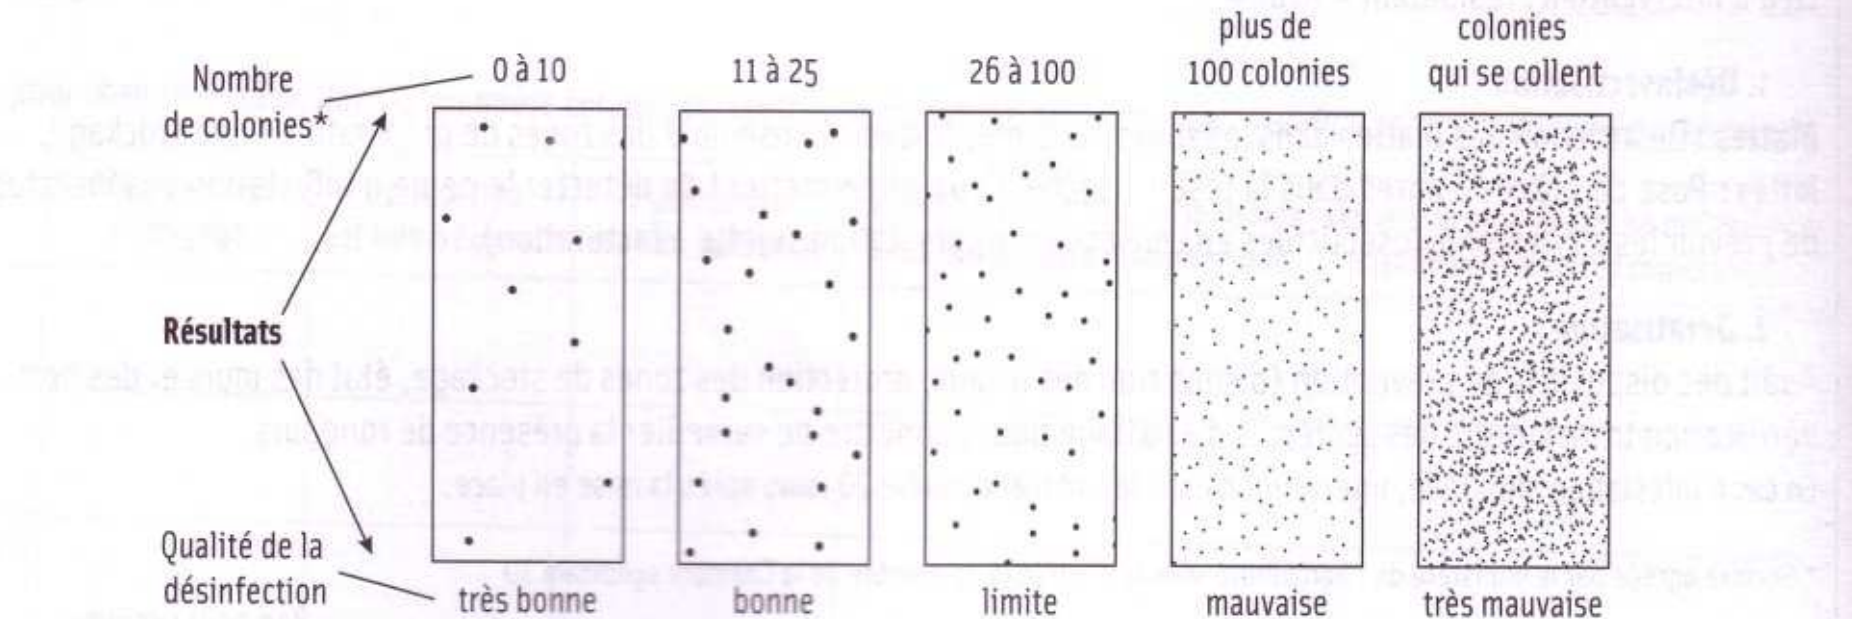 Nombre
de colonies*
0 à 10
11 à 25
26 à 100
plus de
100 colonies
colonies
qui se collent
Résultats
Qualité de la
désinfection
très bonne
bonne
limite
mauvaise
très mauvaise